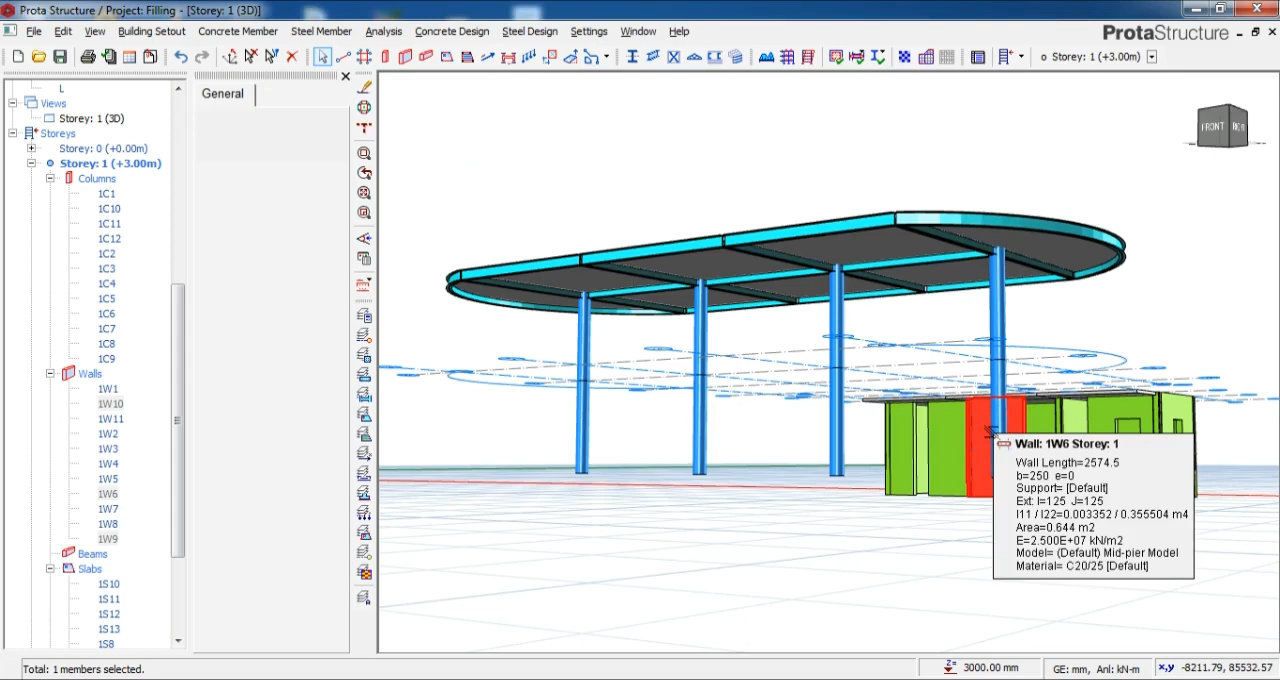 Prota Structure / Project: Filling - [Storey: 1 (3D)]
File Edit View Building Setout Concrete Member Steel Member Analysis Concrete Design Steel Design Settings Window Help
ProtaStructure
Storey: 1 (+3.00m)
L
Views
Storey: 1 (3D)
Storeys
Storey: 0 (+0.00m)
Storey: 1 (+3.00m)
Columns
1C1
1C10
1C11
1C12
1C2
1C3
1C4
1C5
1C6
1C7
1C8
1C9
Walls
1W1
1W10
1W11
1W2
1W3
1W4
1W5
1W6
1W7
1W8
1W9
Beams
Slabs
1S10
1S11
1S12
1S13
1S8
General
FRONT
Wall: 1W6 Storey: 1
Wall Length=2574.5
b=250 e=0
Support= [Default]
Ext: I=125 J=125
I11 / I22=0.003352 / 0.355504 m4
Area=0.644 m2
E=2.500E+07 kN/m2
Model= (Default) Mid-pier Model
Material= C20/25 [Default]
Total: 1 members selected.
Z= 3000.00 mm
GE: mm, Anl: kN-m
x,y -8211.79, 85532.57